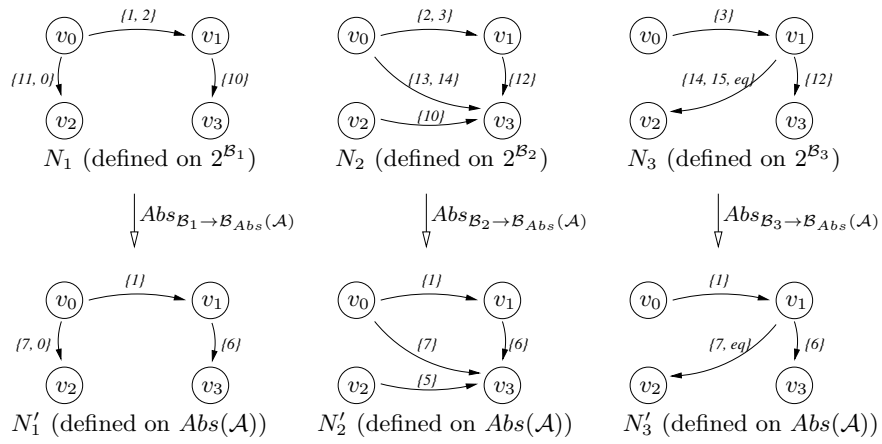 {1, 2} {2, 3} {3}
v0 v1 v0 v1 v0 v1
{11, 0} {10} {13, 14} {12} {14, 15, eq} {12}
{10}
v2 v3 v2 v3 v2 v3
N1 (defined on 2^B1) N2 (defined on 2^B2) N3 (defined on 2^B3)
Abs_B1→B_Abs(A) Abs_B2→B_Abs(A) Abs_B3→B_Abs(A)
{1} {1} {1}
v0 v1 v0 v1 v0 v1
{7, 0} {6} {7} {6} {7, eq} {6}
{5}
v2 v3 v2 v3 v2 v3
N′1 (defined on Abs(A)) N′2 (defined on Abs(A)) N′3 (defined on Abs(A))